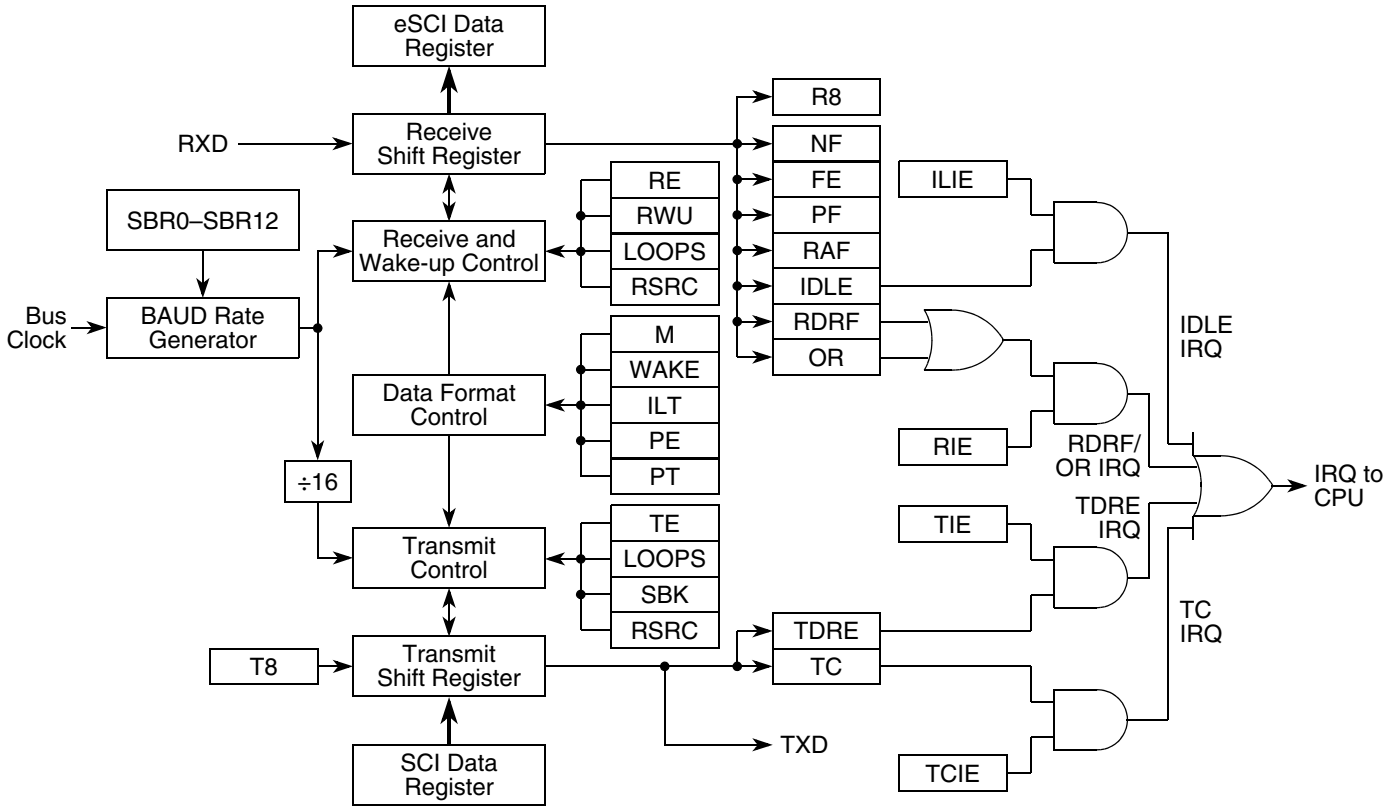 eSCI Data
Register
RXD
Receive
Shift Register
R8
NF
FE
PF
RAF
IDLE
RDRF
OR
RE
RWU
LOOPS
RSRC
ILIE
SBR0–SBR12
Receive and
Wake-up Control
Bus
Clock
BAUD Rate
Generator
IDLE
IRQ
M
WAKE
ILT
PE
PT
Data Format
Control
RIE
RDRF/
OR IRQ
÷16
IRQ to
CPU
TDRE
IRQ
TIE
TE
LOOPS
SBK
RSRC
Transmit
Control
TC
IRQ
T8
Transmit
Shift Register
TDRE
TC
TXD
SCI Data
Register
TCIE